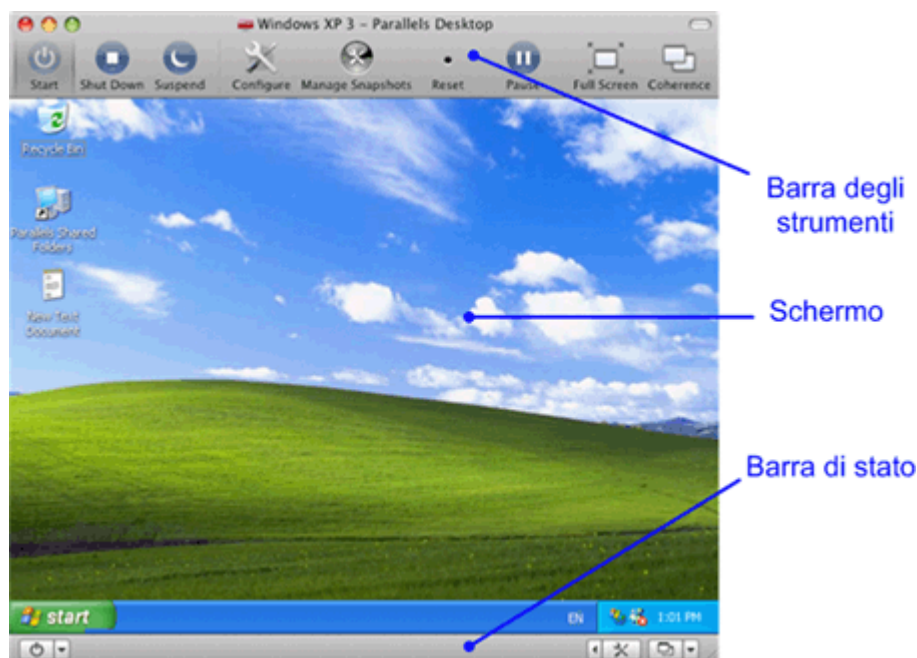 Windows XP 3 – Parallels Desktop
Start Shut Down Suspend Configure Manage Snapshots Reset Pause Full Screen Coherence
Recycle Bin
Parallels Shared
Folders
New Text
Document
Barra degli
strumenti
Schermo
Barra di stato
start
EN
1:01 PM